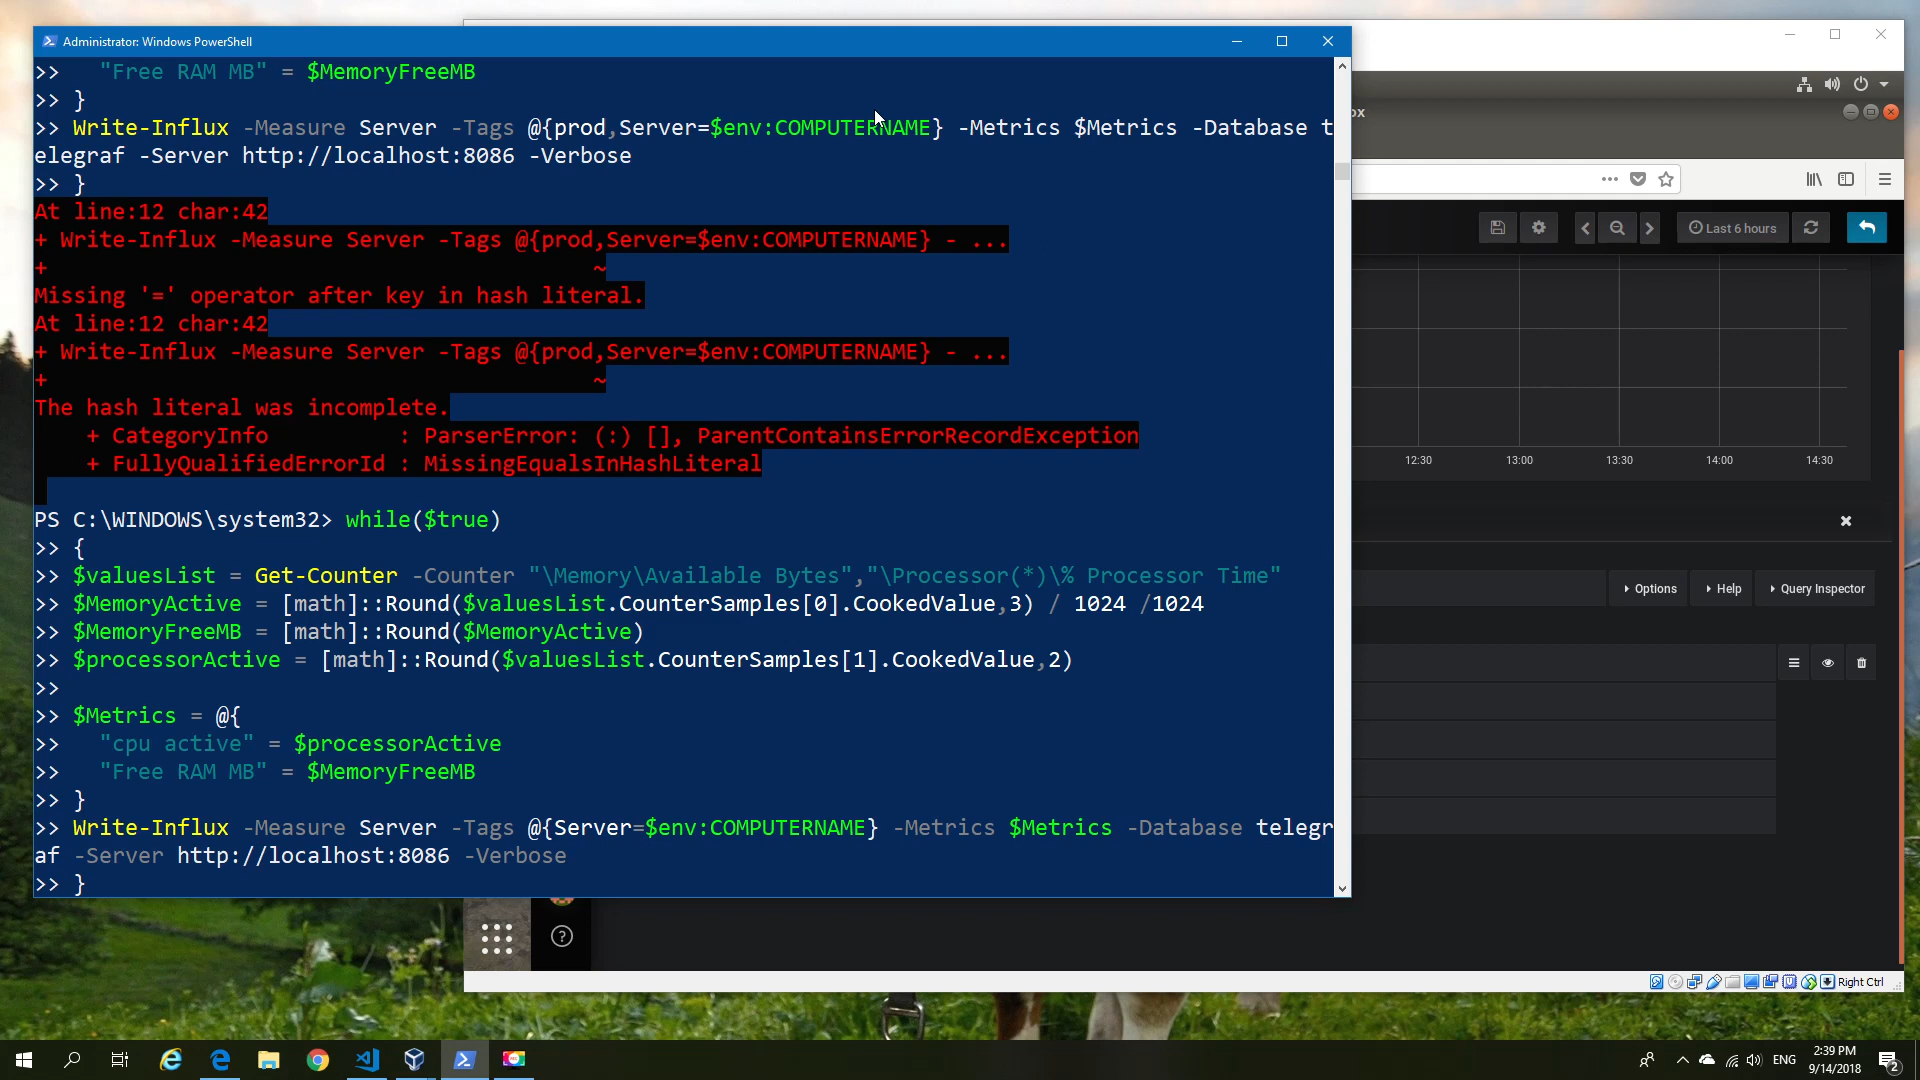 Administrator: Windows PowerShell
>>   "Free RAM MB" = $MemoryFreeMB
>> }
>> Write-Influx -Measure Server -Tags @{prod,Server=$env:COMPUTERNAME} -Metrics $Metrics -Database t
elegraf -Server http://localhost:8086 -Verbose
>> }
At line:12 char:42
+ Write-Influx -Measure Server -Tags @{prod,Server=$env:COMPUTERNAME} - ...
+                                          ~
Missing '=' operator after key in hash literal.
At line:12 char:42
+ Write-Influx -Measure Server -Tags @{prod,Server=$env:COMPUTERNAME} - ...
+                                          ~
The hash literal was incomplete.
    + CategoryInfo          : ParserError: (:) [], ParentContainsErrorRecordException
    + FullyQualifiedErrorId : MissingEqualsInHashLiteral
PS C:\WINDOWS\system32> while($true)
>> {
>> $valuesList = Get-Counter -Counter "\Memory\Available Bytes","\Processor(*)\% Processor Time"
>> $MemoryActive = [math]::Round($valuesList.CounterSamples[0].CookedValue,3) / 1024 /1024
>> $MemoryFreeMB = [math]::Round($MemoryActive)
>> $processorActive = [math]::Round($valuesList.CounterSamples[1].CookedValue,2)
>>
>> $Metrics = @{
>>   "cpu active" = $processorActive
>>   "Free RAM MB" = $MemoryFreeMB
>> }
>> Write-Influx -Measure Server -Tags @{Server=$env:COMPUTERNAME} -Metrics $Metrics -Database telegr
af -Server http://localhost:8086 -Verbose
>> }
ox
Last 6 hours
12:30 13:00 13:30 14:00 14:30
Options Help Query Inspector
Right Ctrl
ENG
2:39 PM
9/14/2018
2